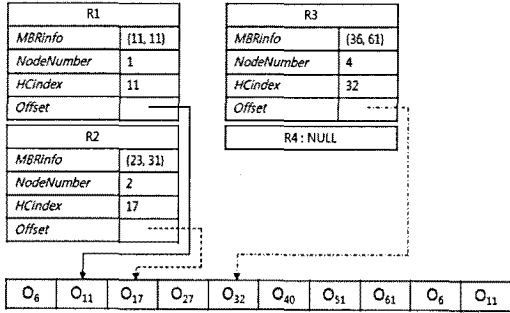 R1
MBRinfo (11, 11)
NodeNumber 1
HCindex 11
Offset
R2
MBRinfo (23, 31)
NodeNumber 2
HCindex 17
Offset
R3
MBRinfo (36, 61)
NodeNumber 4
HCindex 32
Offset
R4 : NULL
O6 O11 O17 O27 O32 O40 O51 O61 O6 O11